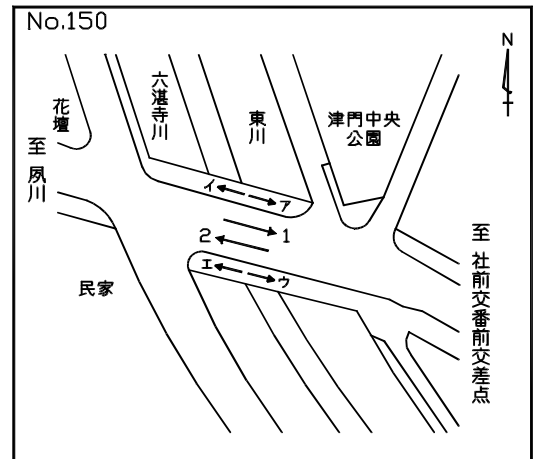 No.150
N
花壇
六湛寺川
東川
津門中央
公園
至 夙川
イ
ア
2
1
エ
ウ
民家
至 社前交番前交差点